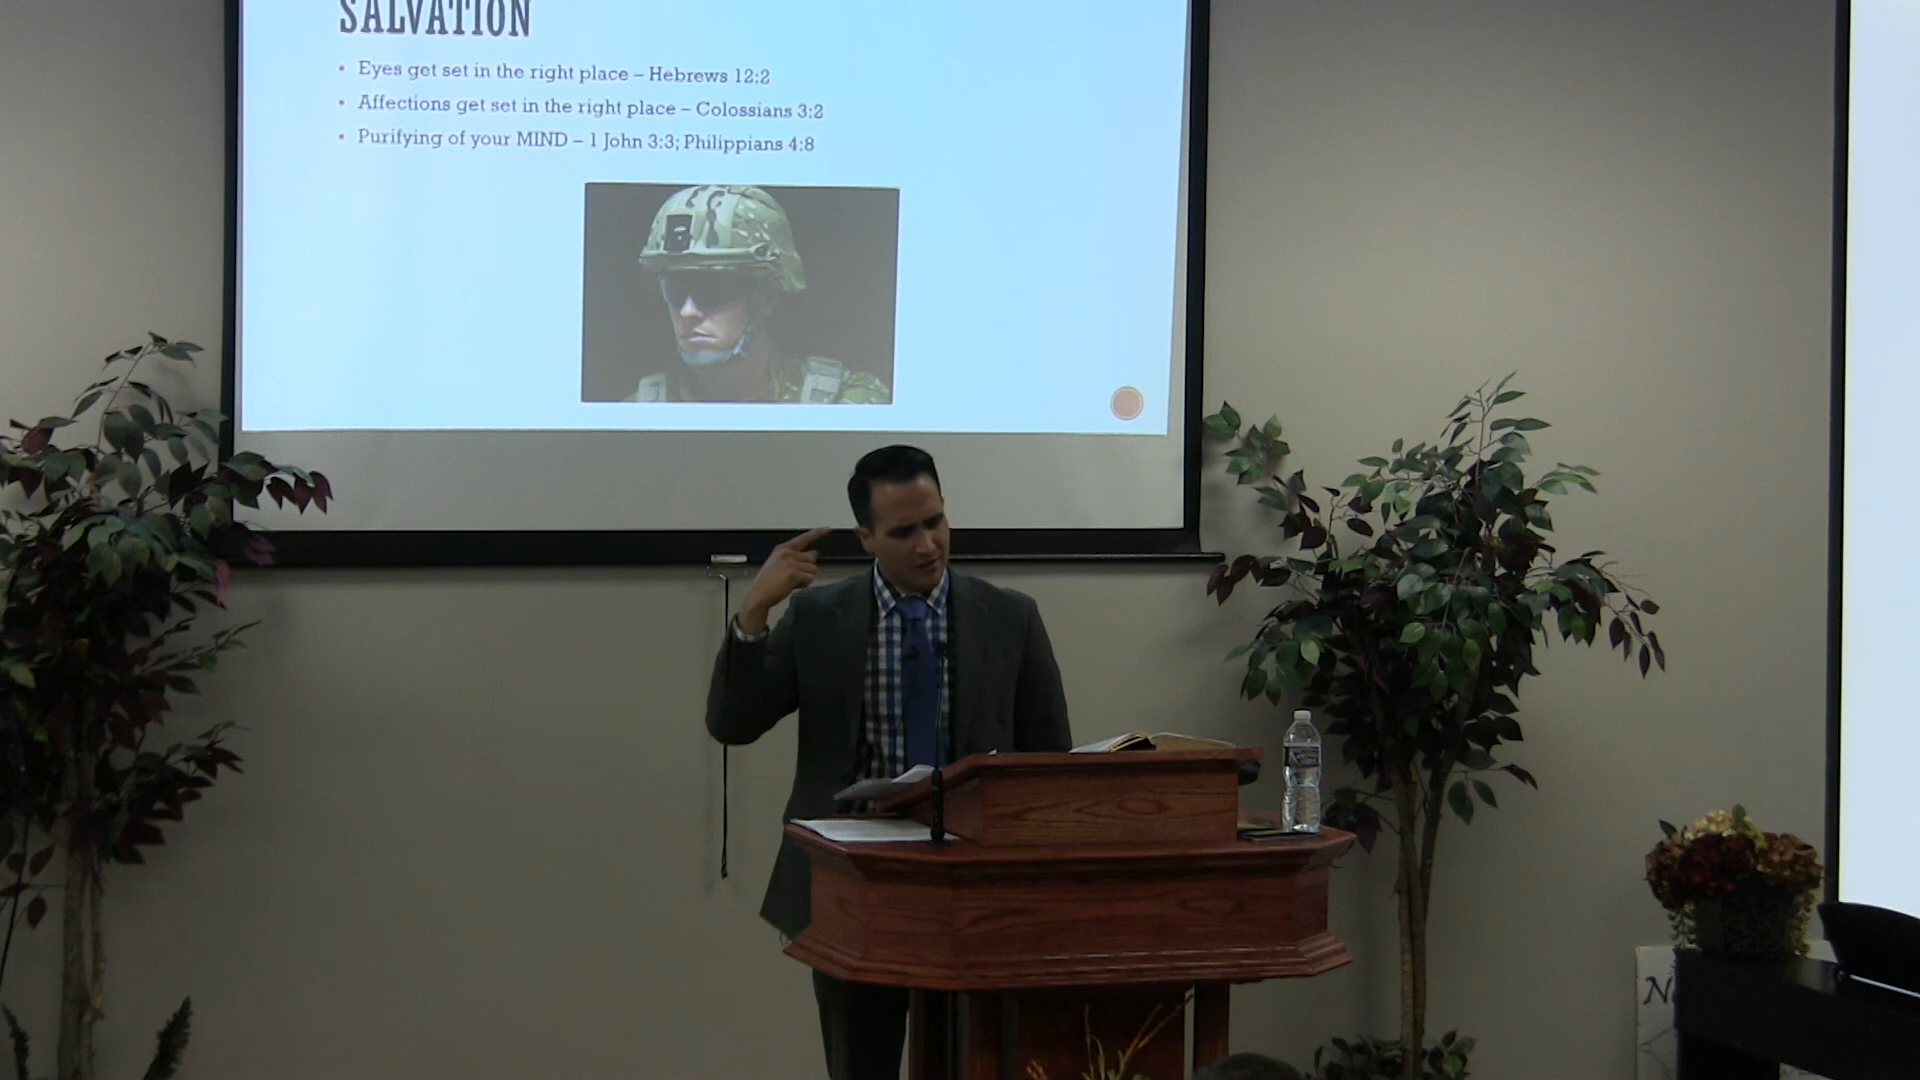 SALVATION
• Eyes get set in the right place – Hebrews 12:2
• Affections get set in the right place – Colossians 3:2
• Purifying of your MIND – 1 John 3:3; Philippians 4:8